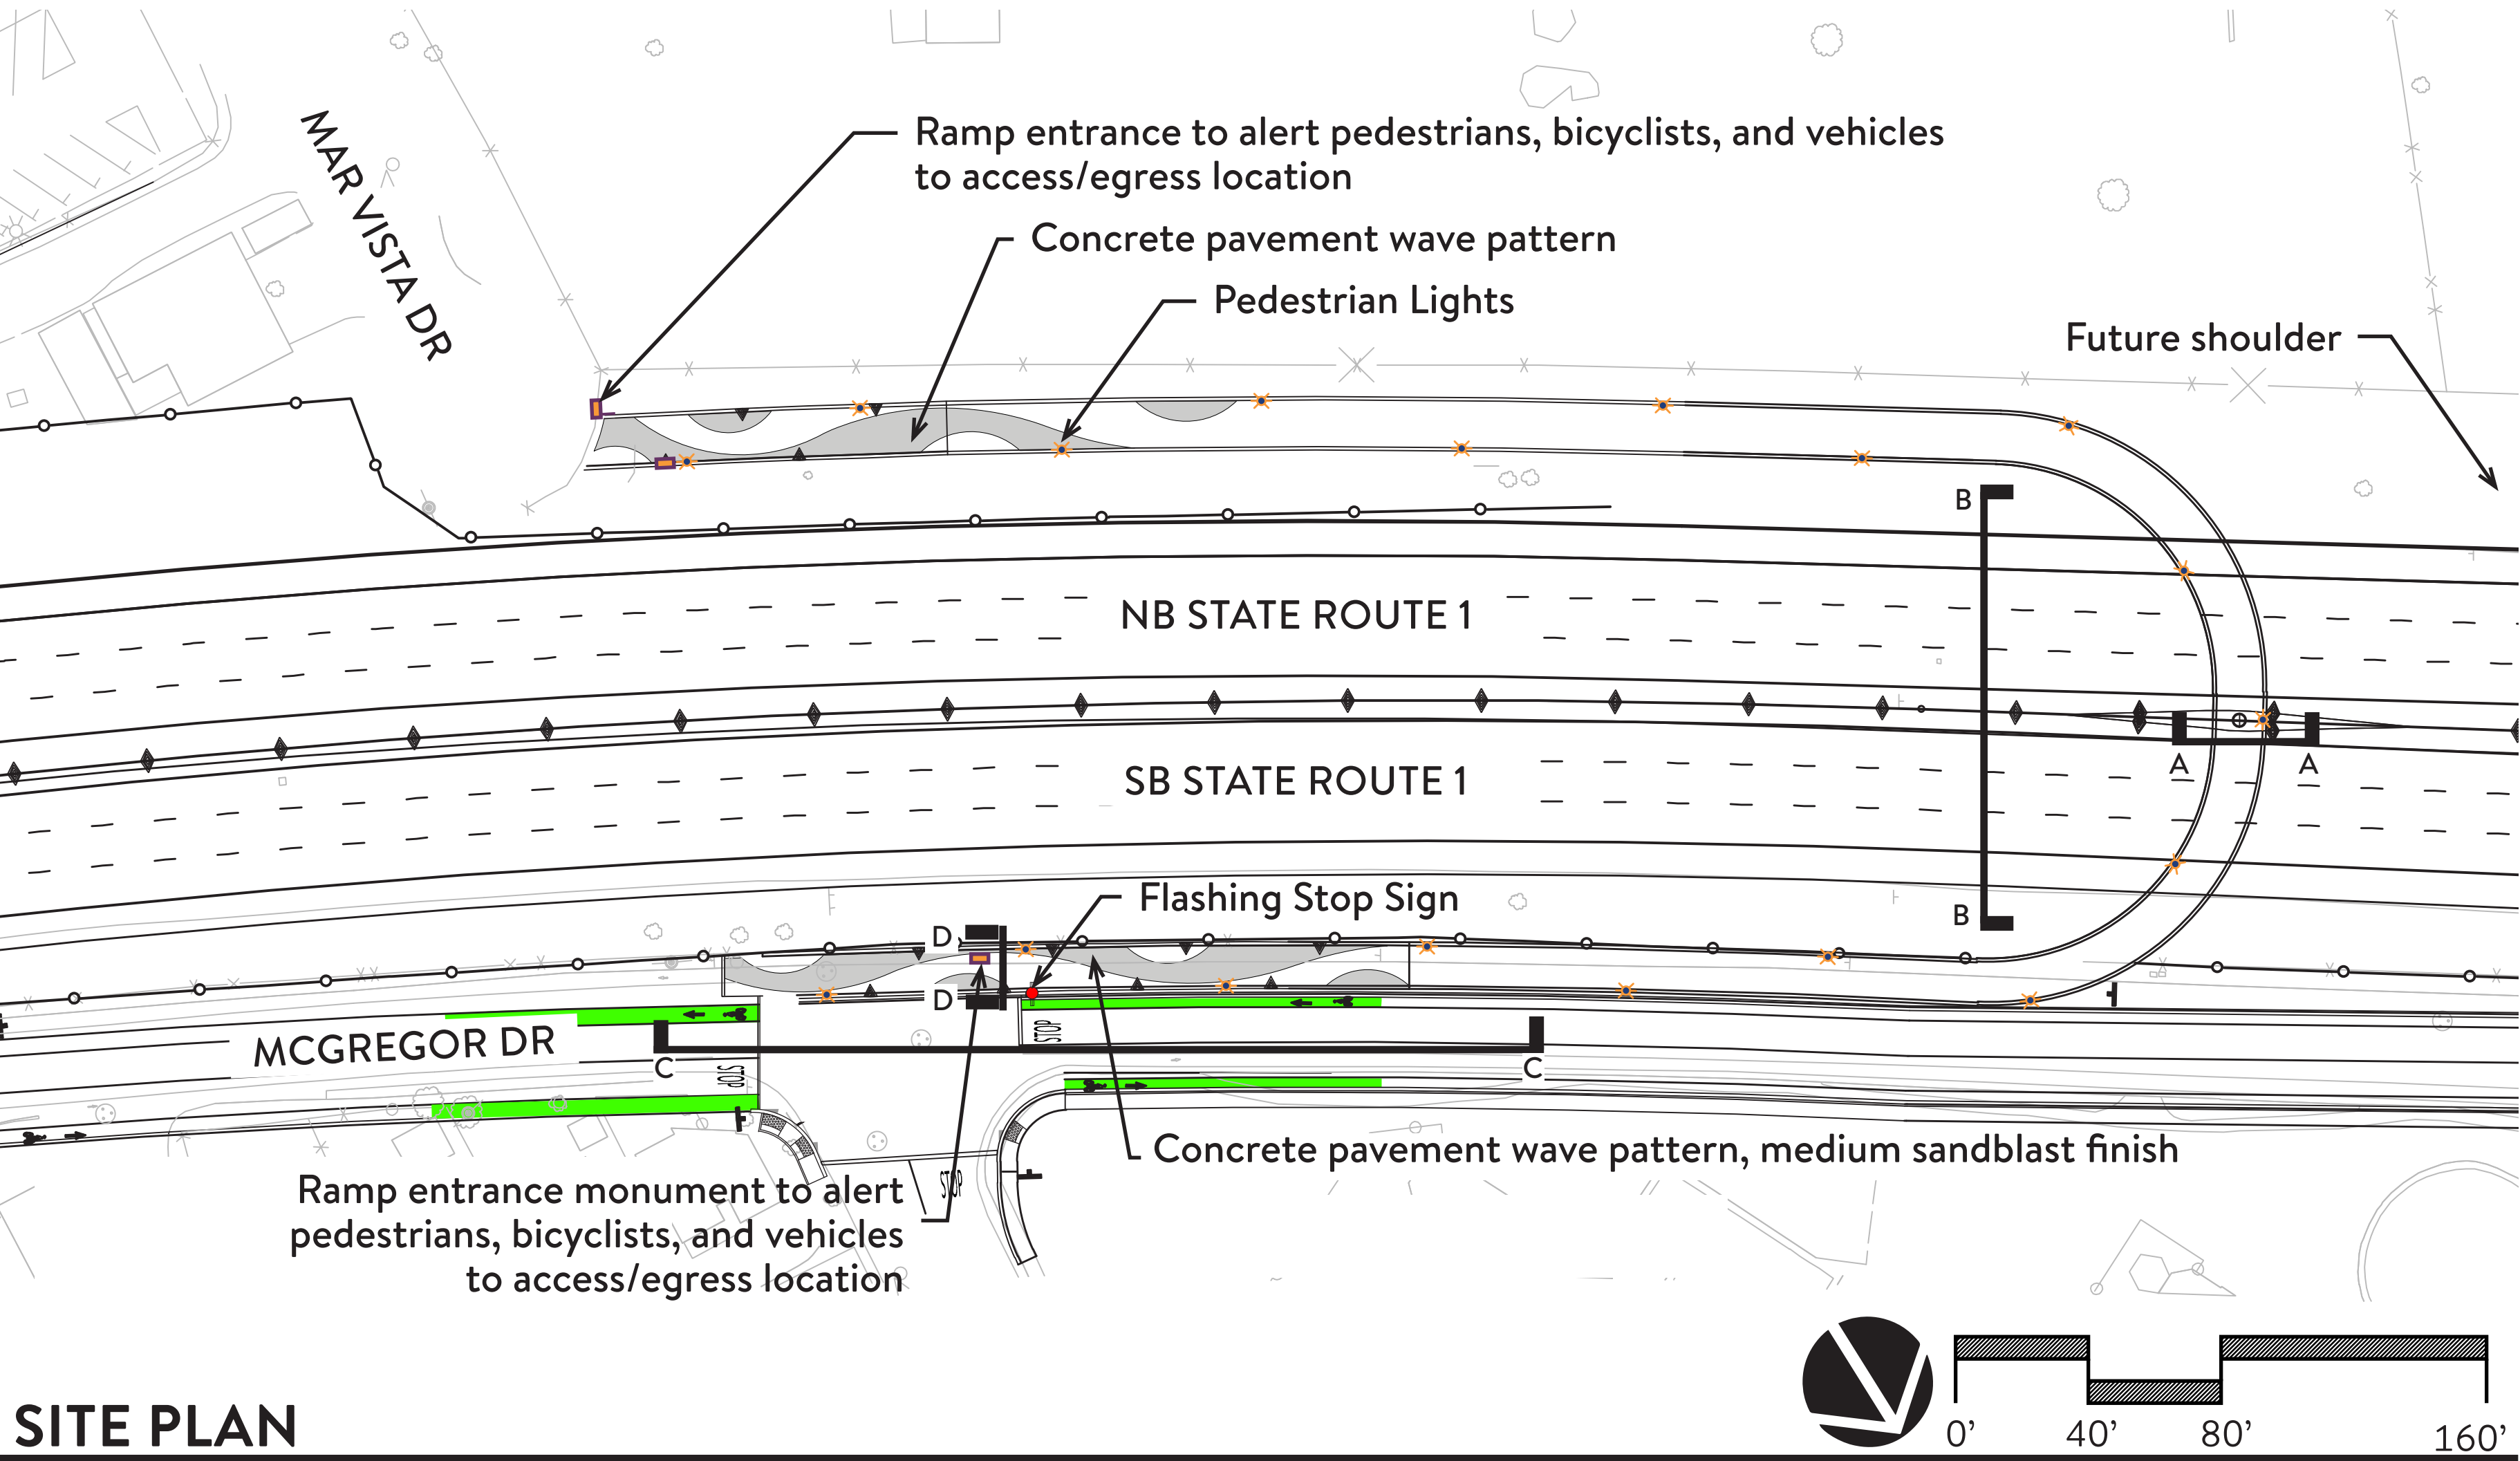 MAR VISTA DR
Ramp entrance to alert pedestrians, bicyclists, and vehicles
to access/egress location
Concrete pavement wave pattern
Pedestrian Lights
Future shoulder
B
NB STATE ROUTE 1
SB STATE ROUTE 1
A
A
Flashing Stop Sign
B
D
D
STOP
MCGREGOR DR
C
C
STOP
Concrete pavement wave pattern, medium sandblast finish
STOP
Ramp entrance monument to alert
pedestrians, bicyclists, and vehicles
to access/egress location
SITE PLAN
0’
40’
80’
160’